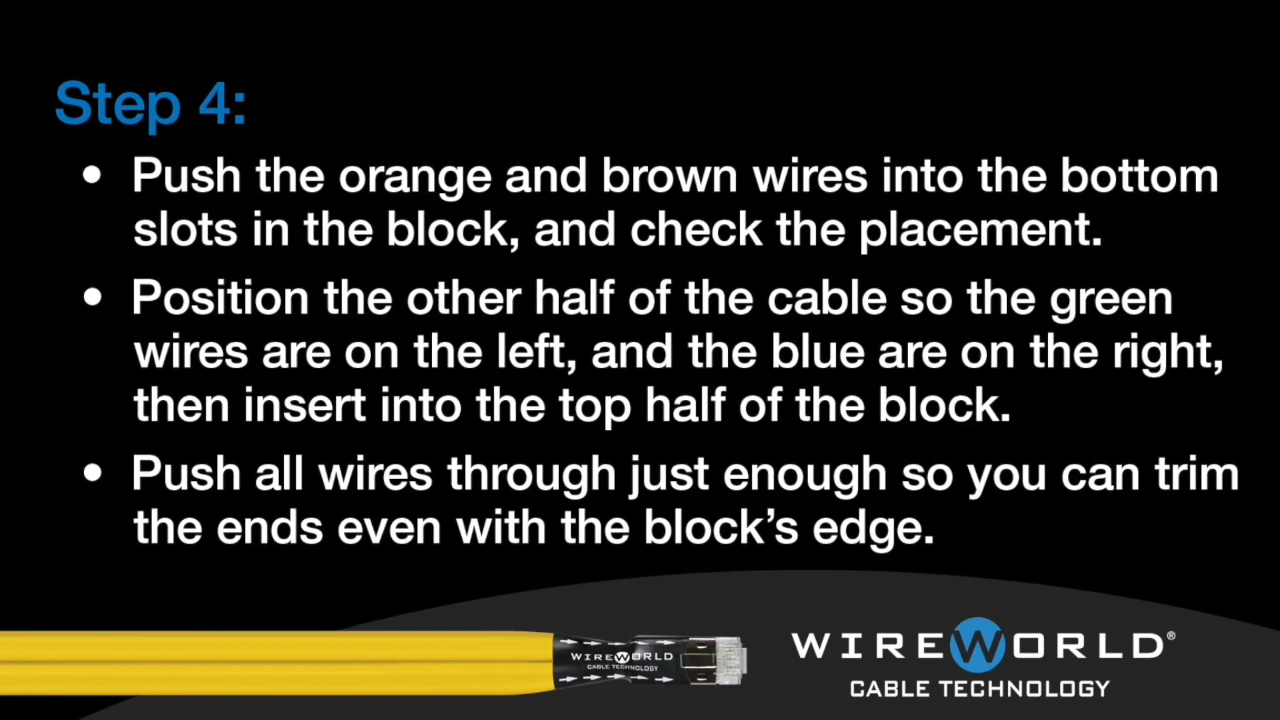 Step 4:
• Push the orange and brown wires into the bottom
slots in the block, and check the placement.
• Position the other half of the cable so the green
wires are on the left, and the blue are on the right,
then insert into the top half of the block.
• Push all wires through just enough so you can trim
the ends even with the block’s edge.
WIREWORLD
CABLE TECHNOLOGY
WIREWORLD®
CABLE TECHNOLOGY